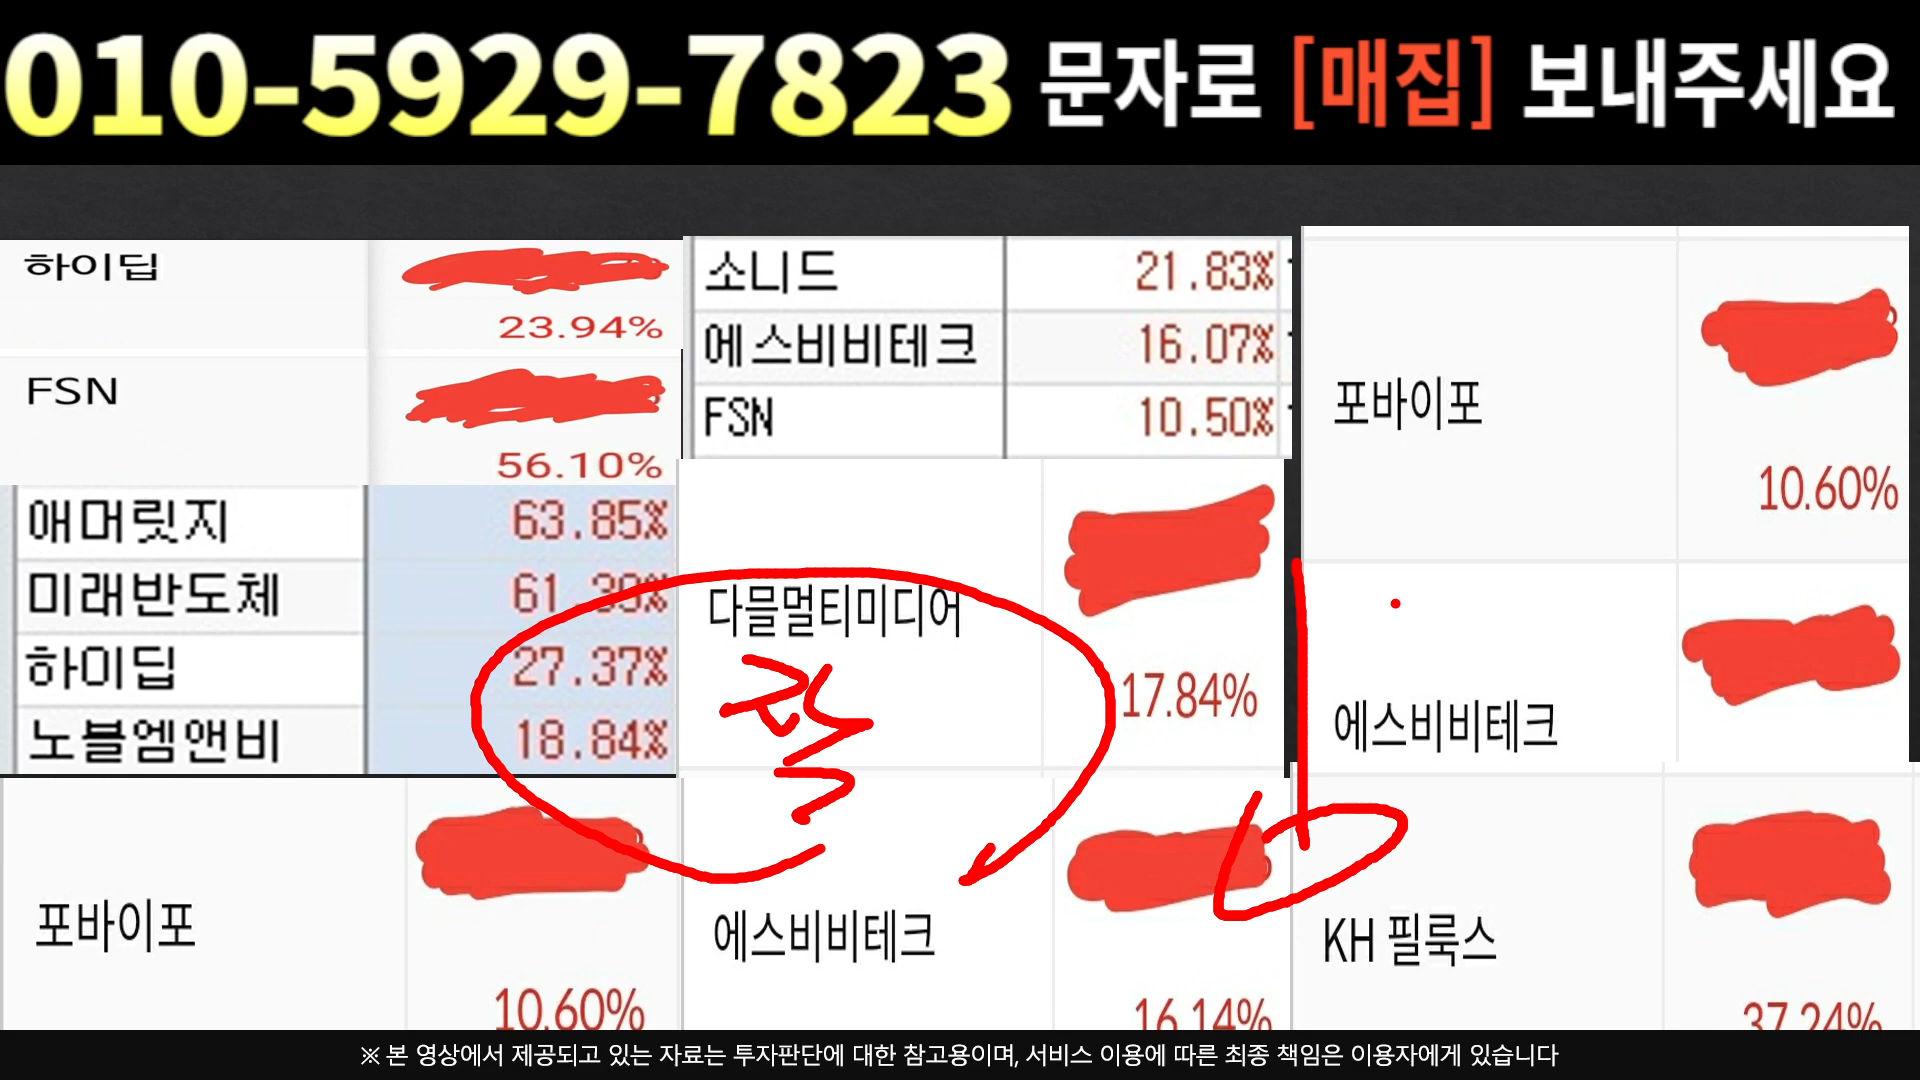 010-5929-7823 문자로 [매집] 보내주세요
하이딥
23.94%
FSN
56.10%
애머릿지 63.85%
미래반도체 61.39%
하이딥 27.37%
노블엠앤비 18.84%
소니드 21.83%
에스비비테크 16.07%
FSN 10.50%
다믈멀티미디어
17.84%
포바이포
10.60%
에스비비테크
포바이포
10.60%
에스비비테크
16.14%
KH 필룩스
37.24%
※ 본 영상에서 제공되고 있는 자료는 투자판단에 대한 참고용이며, 서비스 이용에 따른 최종 책임은 이용자에게 있습니다